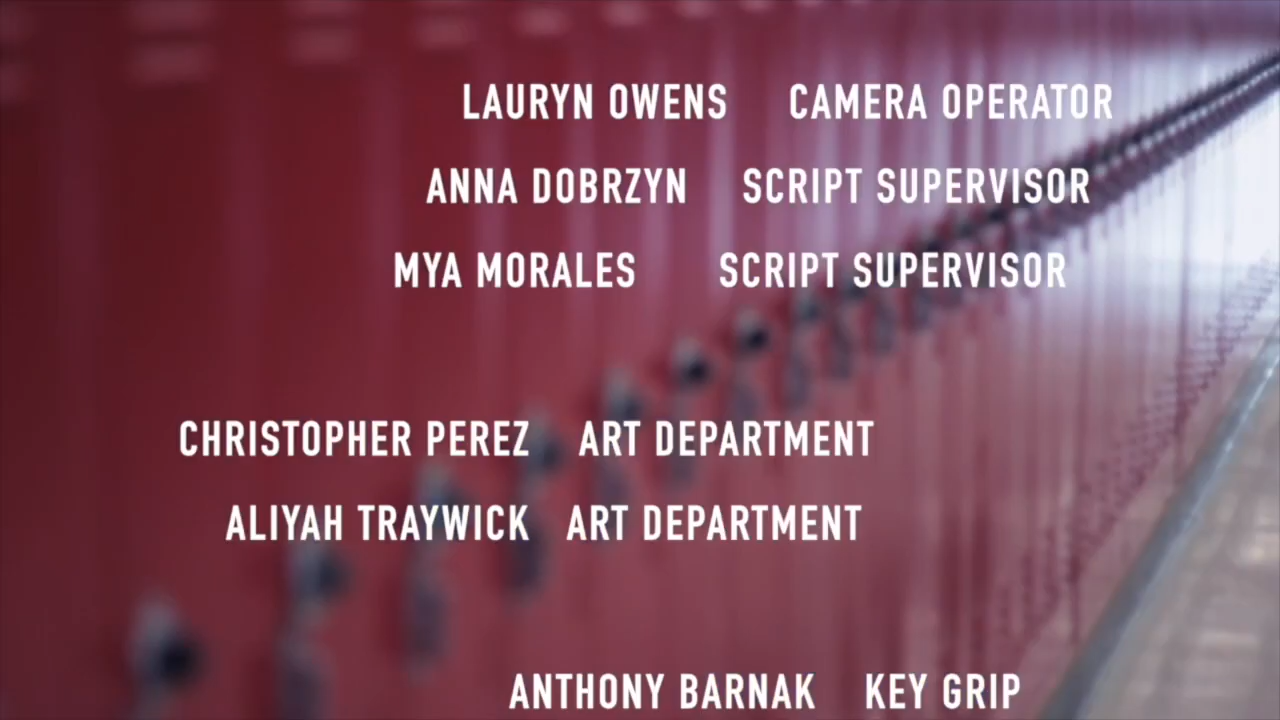 LAURYN OWENS CAMERA OPERATOR
ANNA DOBRZYN SCRIPT SUPERVISOR
MYA MORALES SCRIPT SUPERVISOR
CHRISTOPHER PEREZ ART DEPARTMENT
ALIYAH TRAYWICK ART DEPARTMENT
ANTHONY BARNAK KEY GRIP